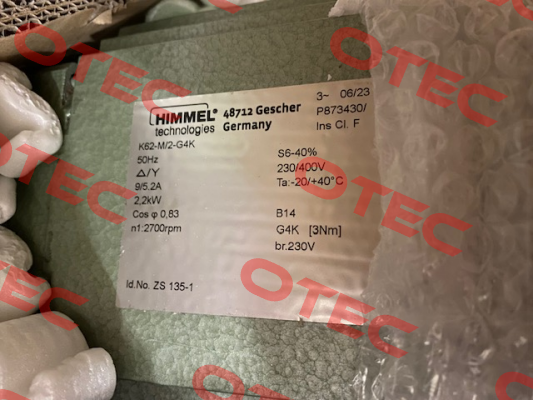 HIMMEL®
technologies
48712 Gescher
Germany
3~ 06/23
P873430/
Ins Cl. F
K62-M/2-G4K
50Hz
Δ/Y
9/5.2A
2,2kW
Cos φ 0,83
n1:2700rpm
S6-40%
230/400V
Ta:-20/+40°C
B14
G4K [3Nm]
br.230V
Id.No. ZS 135-1
OTEC
OTEC
OTEC
OTEC
OTEC
OTEC
OTEC